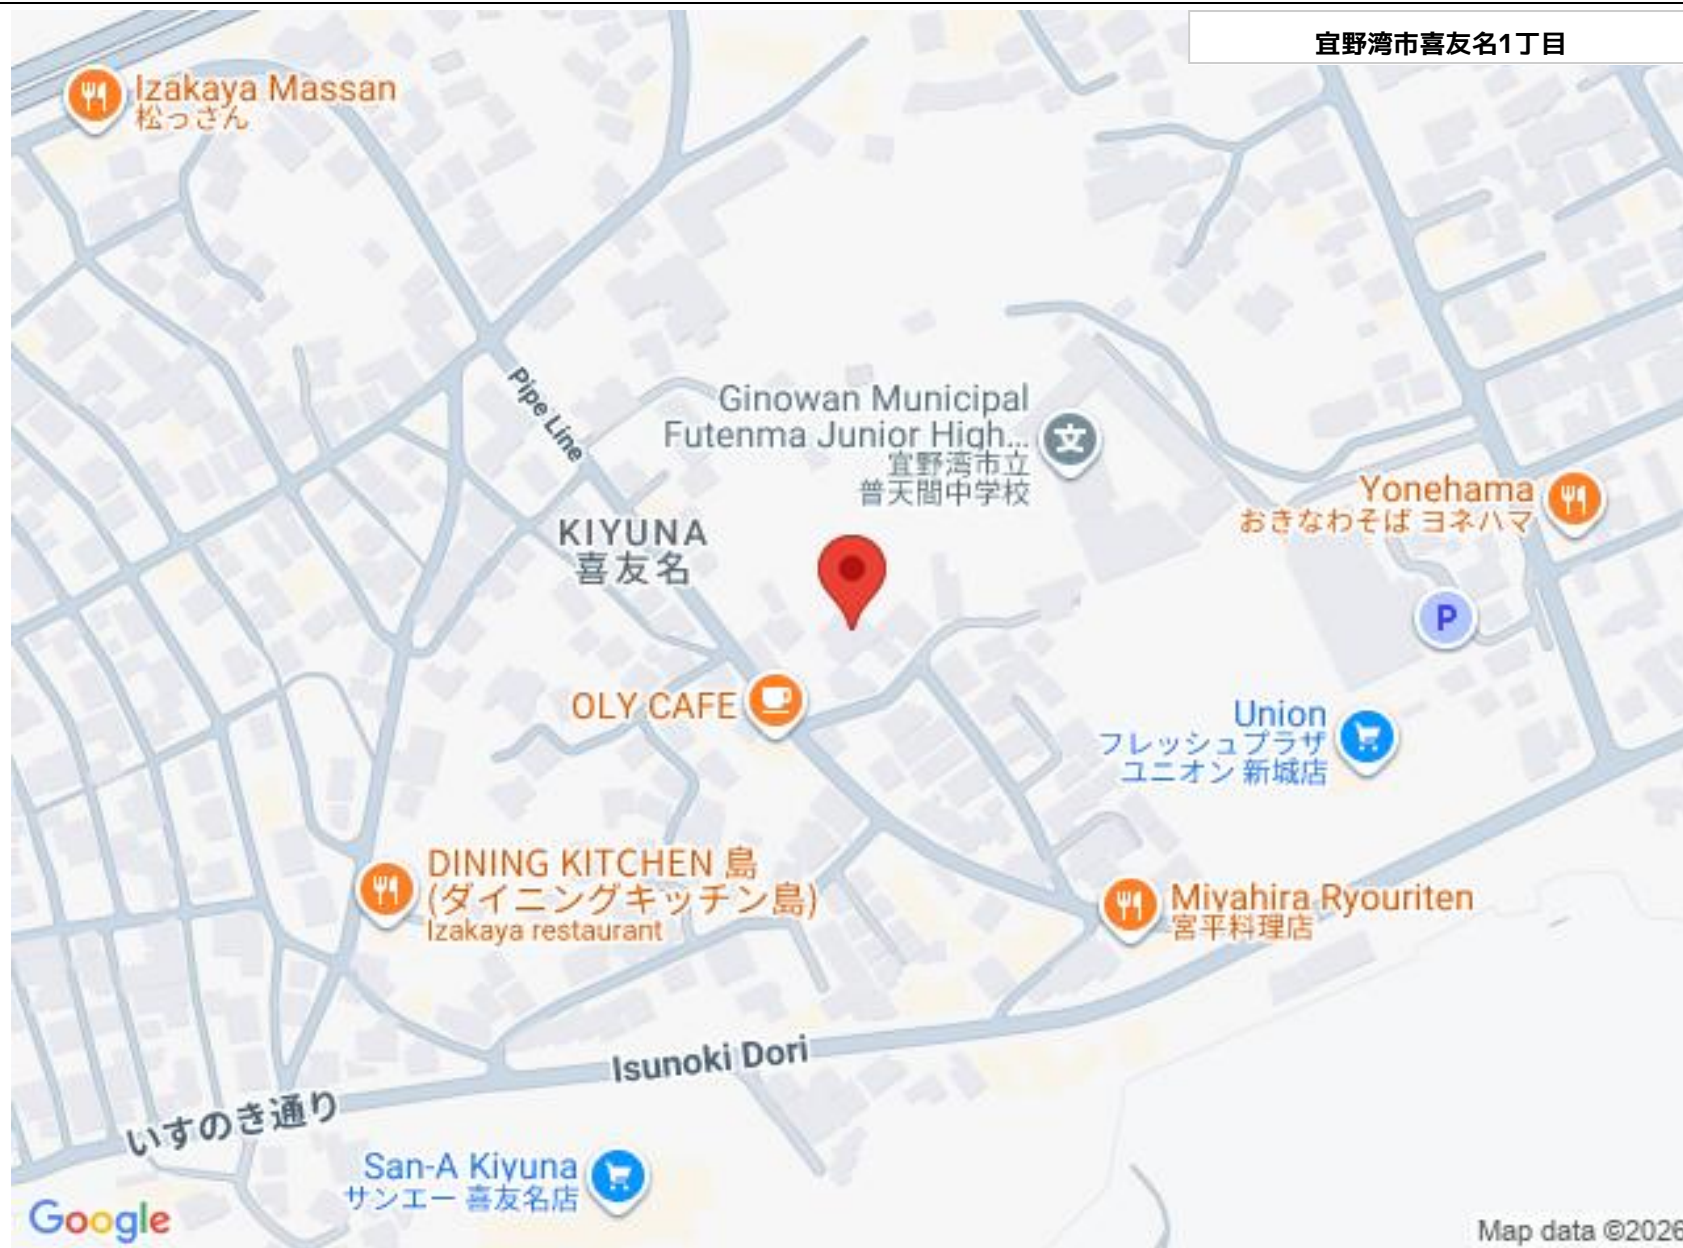 宜野湾市喜友名1丁目
Izakaya Massan
松っさん
Pipe Line
Ginowan Municipal
Futenma Junior High...
宜野湾市立
普天間中学校
Yonehama
おきなわそば ヨネハマ
KIYUNA
喜友名
P
OLY CAFE
Union
フレッシュプラザ
ユニオン 新城店
DINING KITCHEN 島
(ダイニングキッチン島)
Izakaya restaurant
Miyahira Ryouriten
宮平料理店
Isunoki Dori
いすのき通り
San-A Kiyuna
サンエー 喜友名店
Google
Map data ©2026
文